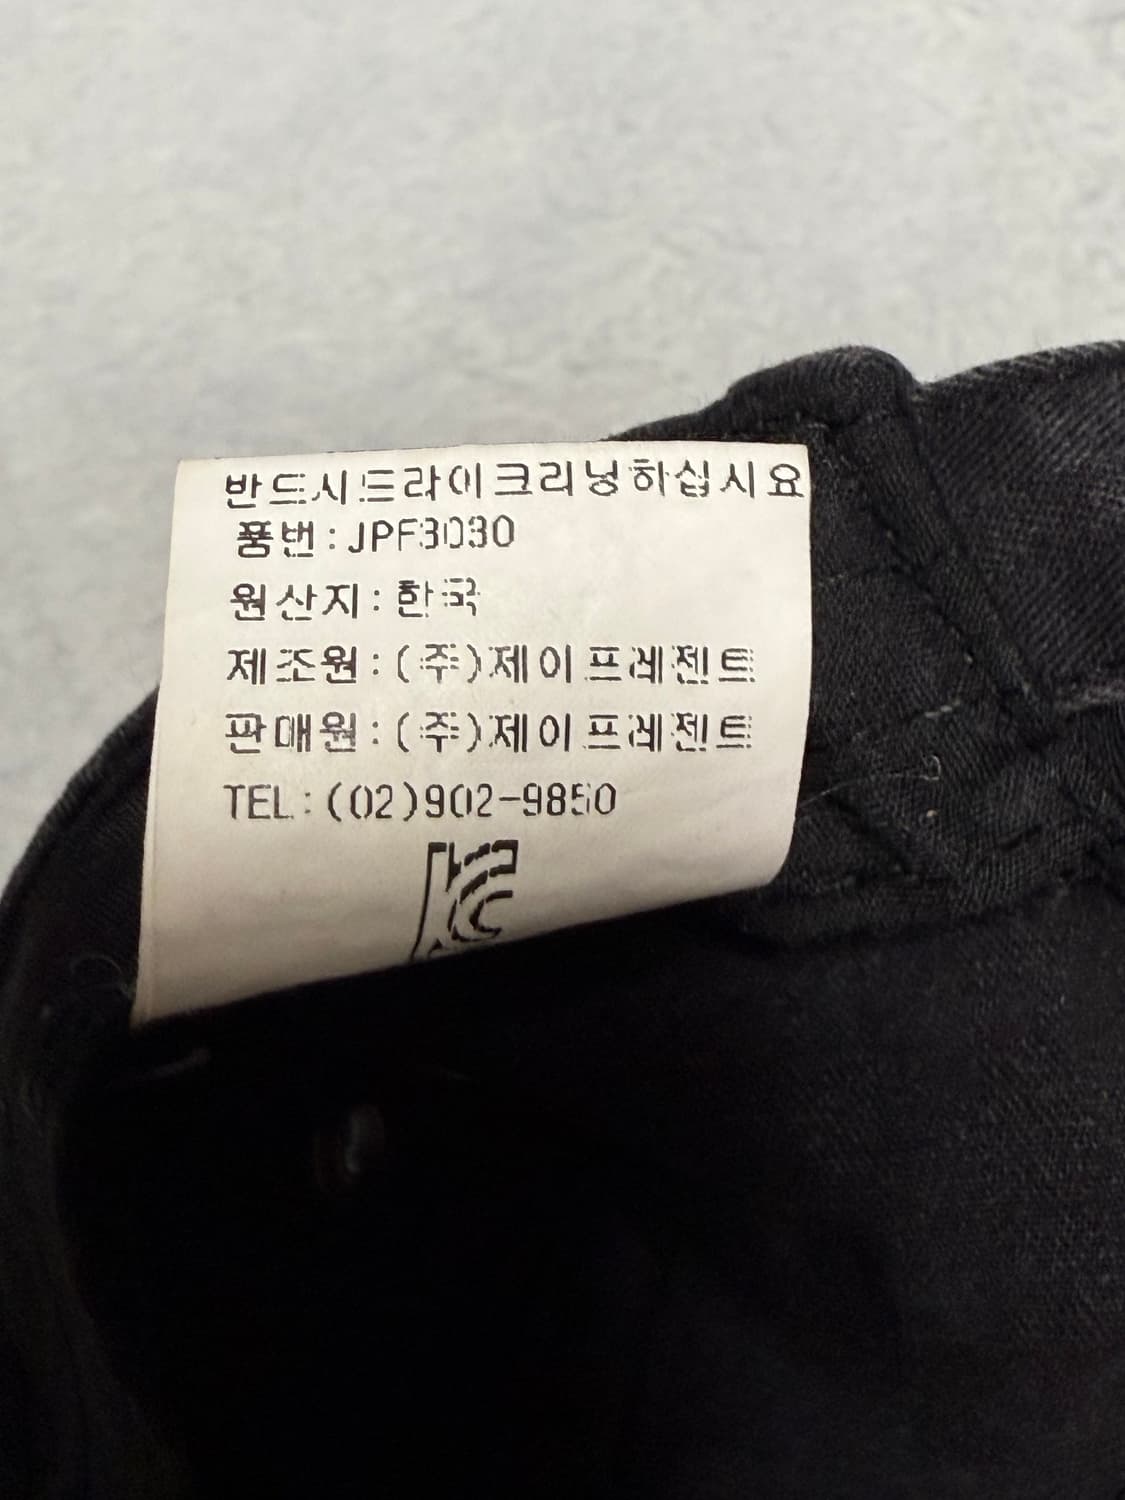 반드시드라이크리닝하십시요
품번:JPF3030
원산지:한국
제조원:(주)제이프레젠트
판매원:(주)제이프레젠트
TEL:(02)902-9850
KC